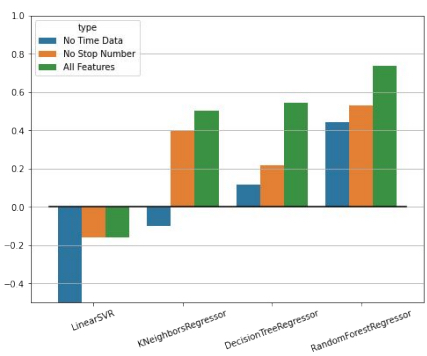 type
No Time Data
No Stop Number
All Features
1.0
0.8
0.6
0.4
0.2
0.0
−0.2
−0.4
LinearSVR
KNeighborsRegressor
DecisionTreeRegressor
RandomForestRegressor